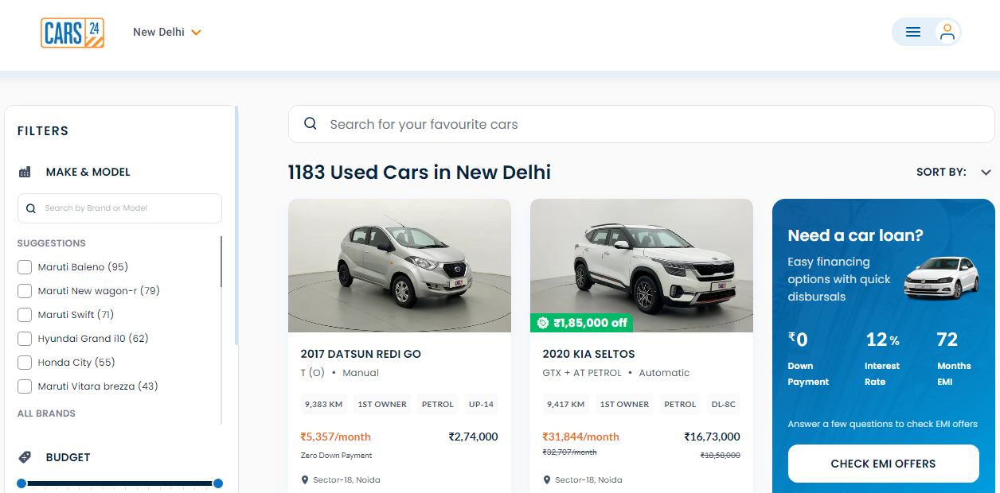 CARS 24
New Delhi
FILTERS
MAKE & MODEL
Search by Brand or Model
SUGGESTIONS
Maruti Baleno (95)
Maruti New wagon-r (79)
Maruti Swift (71)
Hyundai Grand i10 (62)
Honda City (55)
Maruti Vitara brezza (43)
ALL BRANDS
BUDGET
Search for your favourite cars
1183 Used Cars in New Delhi
SORT BY:
2017 DATSUN REDI GO
T (O) • Manual
9,383 KM 1ST OWNER PETROL UP-14
₹5,357/month ₹2,74,000
Zero Down Payment
Sector-18, Noida
₹1,85,000 off
2020 KIA SELTOS
GTX + AT PETROL • Automatic
9,417 KM 1ST OWNER PETROL DL-8C
₹31,844/month ₹16,73,000
₹32,707/month ₹18,58,000
Sector-18, Noida
Need a car loan?
Easy financing
options with quick
disbursals
₹0 12% 72
Down Interest Months
Payment Rate EMI
Answer a few questions to check EMI offers
CHECK EMI OFFERS